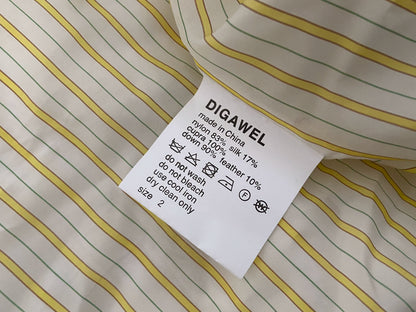 DIGAWEL
made in China
nylon 83% silk 17%
cupra 100%
down 90% feather 10%
do not wash
do not bleach
use cool iron
dry clean only
size 2